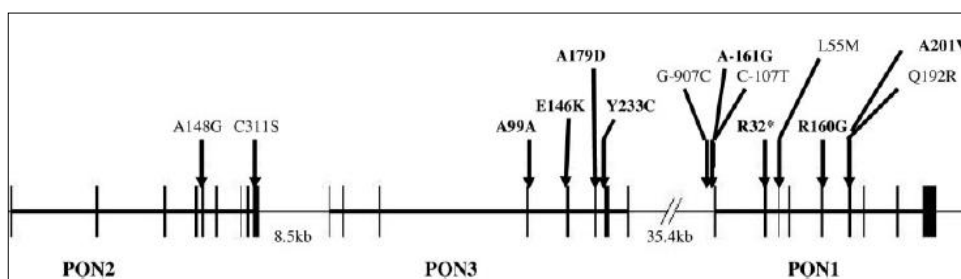 L55M
A201V
A179D
A-161G
G-907C
C-107T
Q192R
E146K
Y233C
A148G
C311S
A99A
R32*
R160G
8.5kb
35.4kb
PON2
PON3
PON1